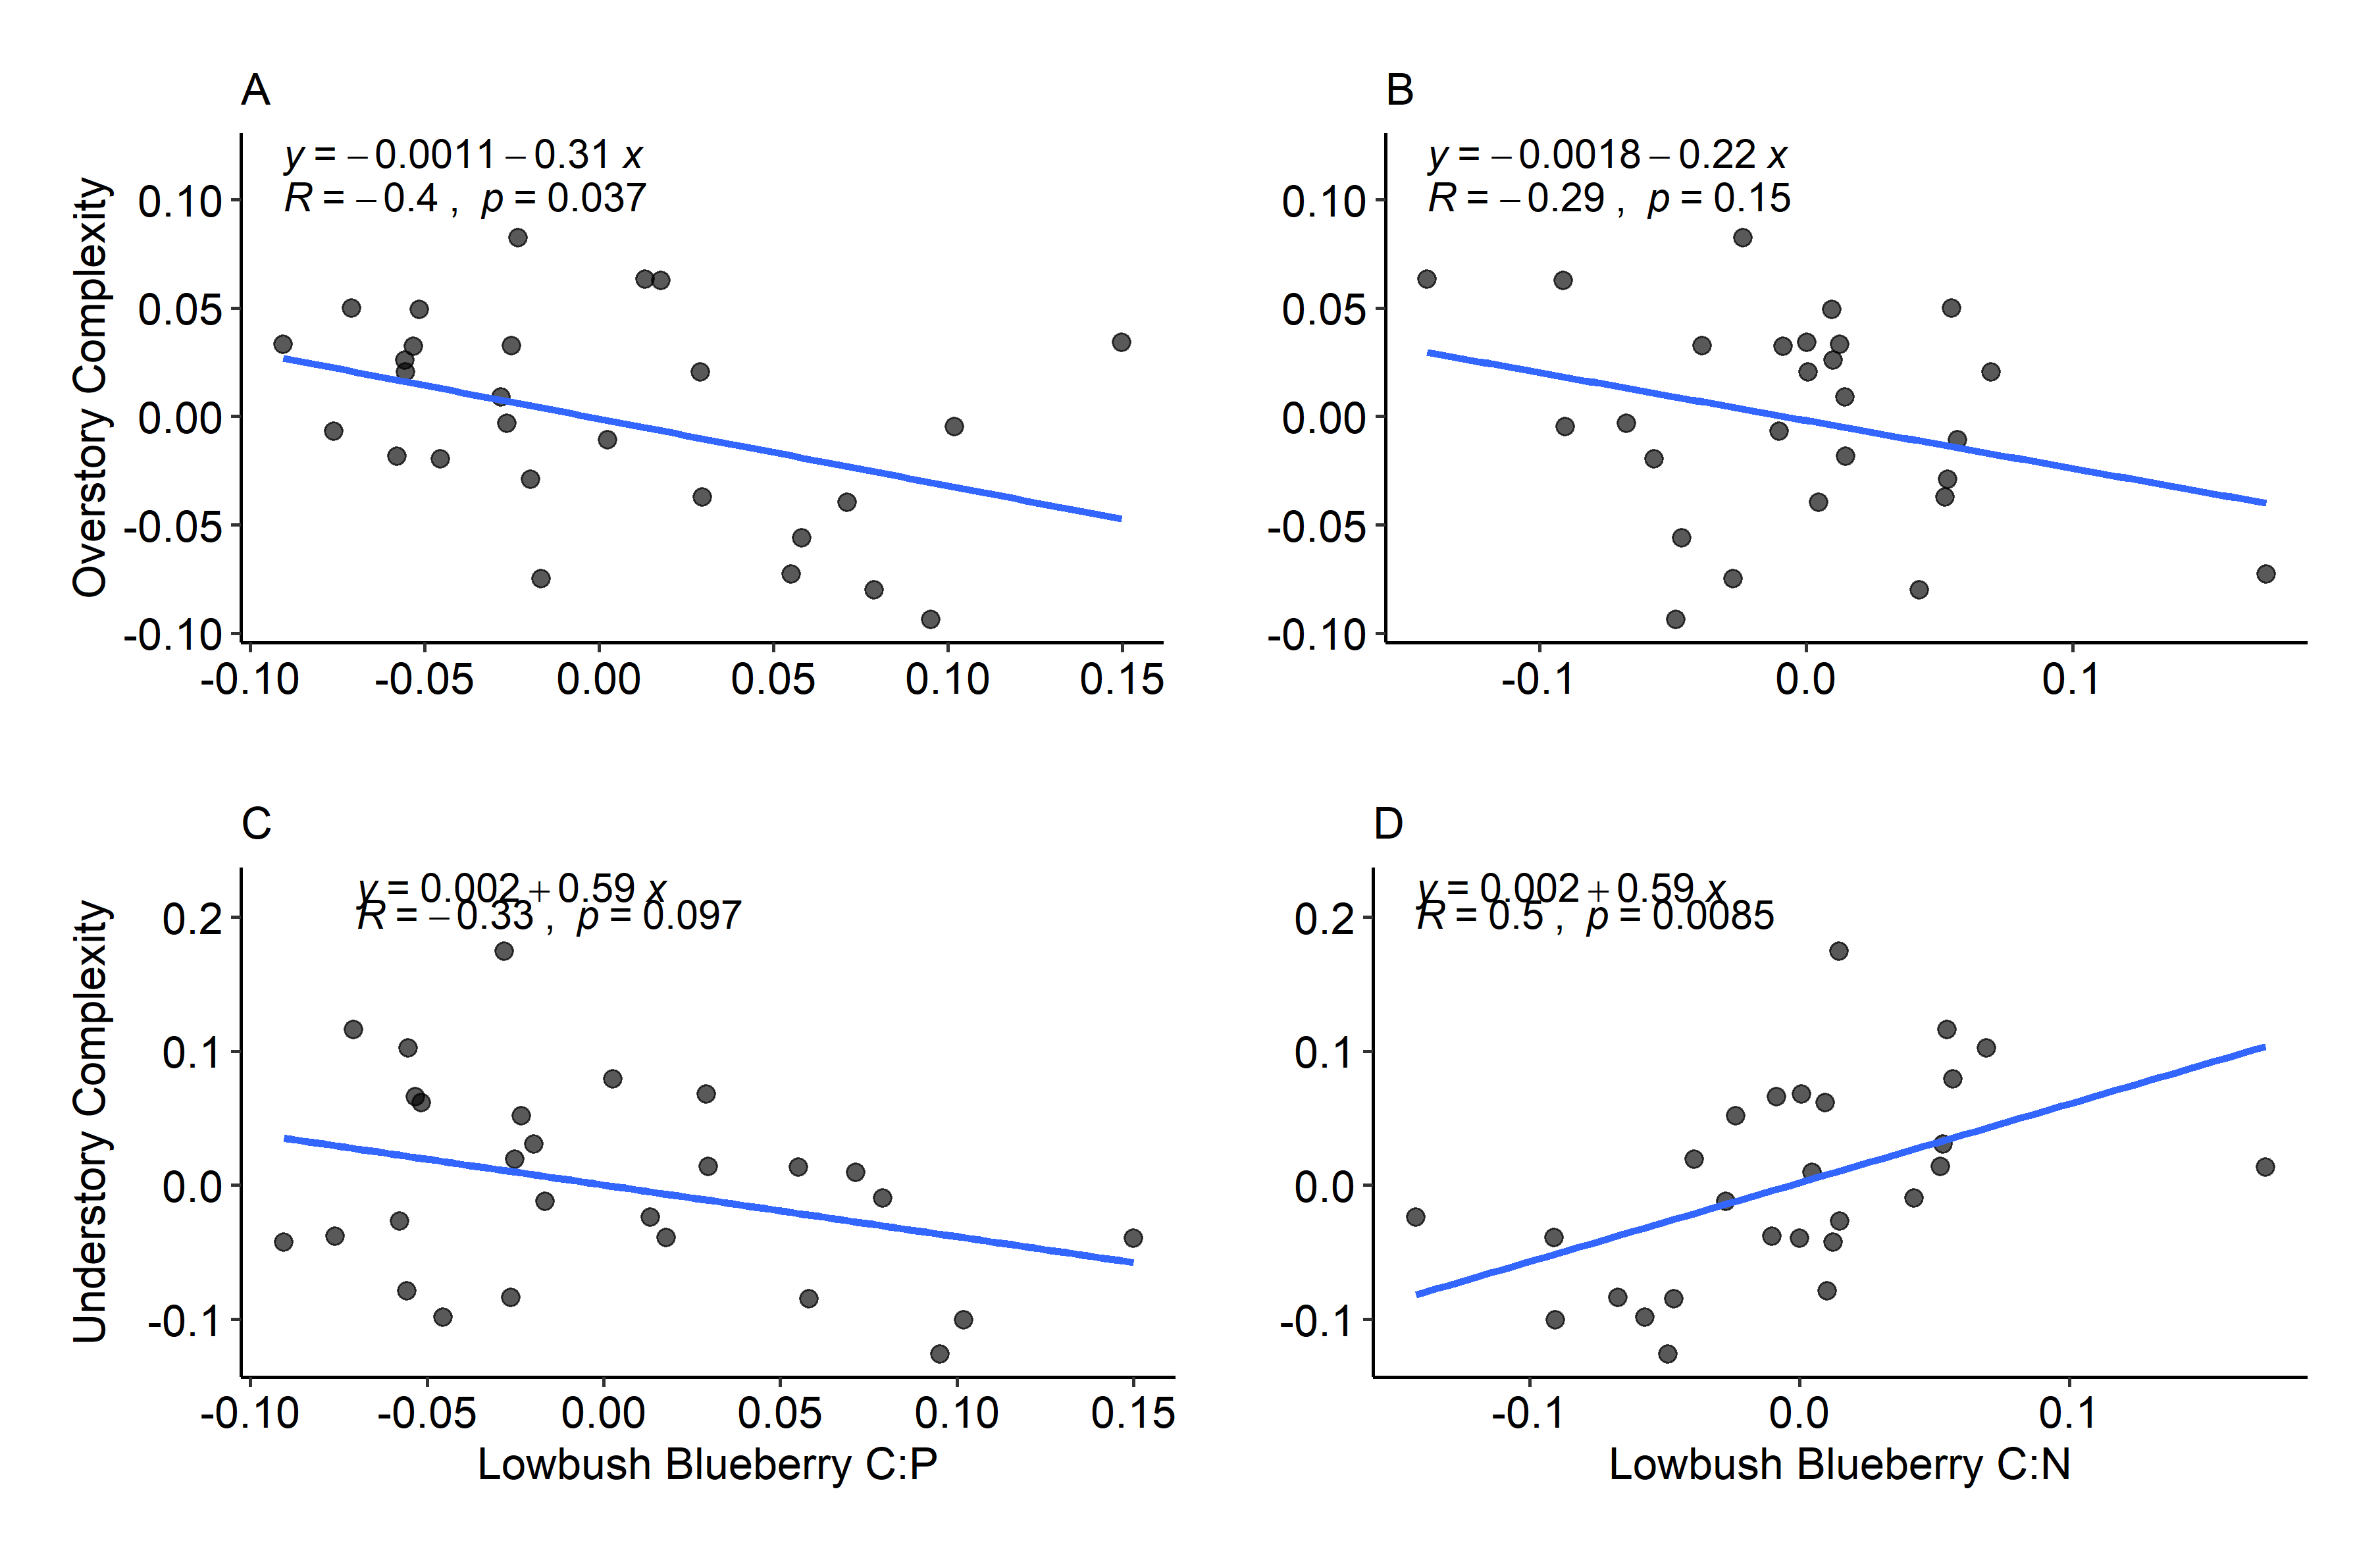 A
y = −0.0011 − 0.31 x
R = −0.4 , p = 0.037
Overstory Complexity
0.10
0.05
0.00
-0.05
-0.10
-0.10 -0.05 0.00 0.05 0.10 0.15
B
y = −0.0018 − 0.22 x
R = −0.29 , p = 0.15
0.10
0.05
0.00
-0.05
-0.10
-0.1 0.0 0.1
C
y = 0.002 + 0.59 x
R = −0.33 , p = 0.097
Understory Complexity
0.2
0.1
0.0
-0.1
-0.10 -0.05 0.00 0.05 0.10 0.15
Lowbush Blueberry C:P
D
y = 0.002 + 0.59 x
R = 0.5 , p = 0.0085
0.2
0.1
0.0
-0.1
-0.1 0.0 0.1
Lowbush Blueberry C:N